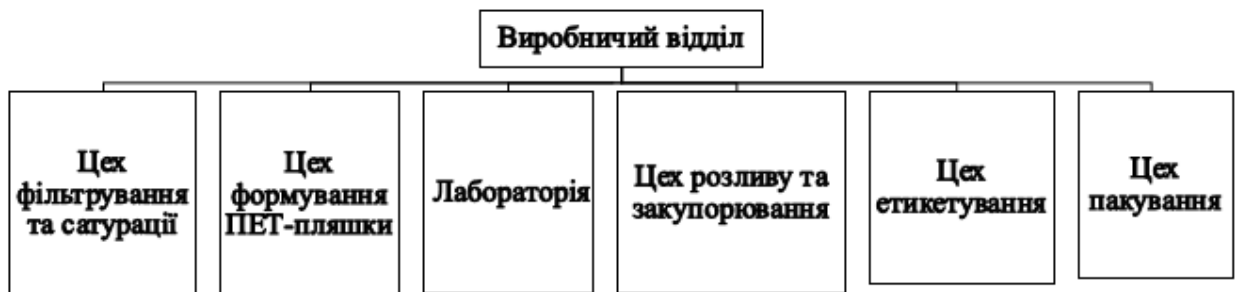 Виробничий відділ
Цех
фільтрування
та сатурації
Цех
формування
ПЕТ-пляшки
Лабораторія
Цех розливу та
закупорювання
Цех
етикетування
Цех
пакування